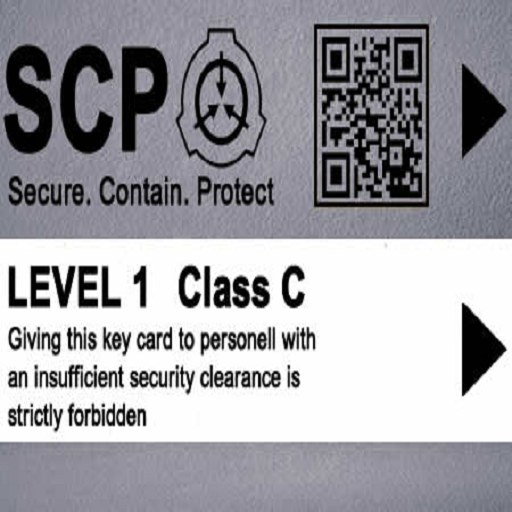 SCP
Secure. Contain. Protect
LEVEL 1 Class C
Giving this key card to personell with
an insufficient security clearance is
strictly forbidden